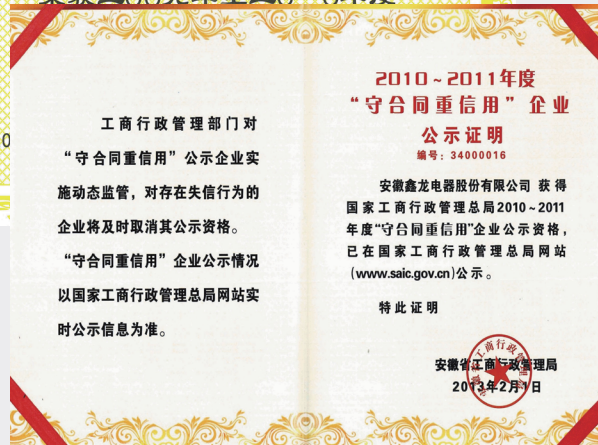 工商行政管理部门对
“守合同重信用”公示企业实
施动态监管，对存在失信行为的
企业将及时取消其公示资格。
“守合同重信用”企业公示情况
以国家工商行政管理总局网站实
时公示信息为准。
2010~2011年度
“守合同重信用”企业
公示证明
编号：34000016
安徽鑫龙电器股份有限公司 获得
国家工商行政管理总局2010~2011
年度“守合同重信用”企业公示资格，
已在国家工商行政管理总局网站
(www.saic.gov.cn)公示。
特此证明
安徽省工商行政管理局
2013年2月 日